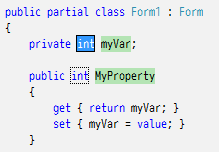 public partial class Form1 : Form
{
    private int myVar;

    public int MyProperty
    {
        get { return myVar; }
        set { myVar = value; }
    }